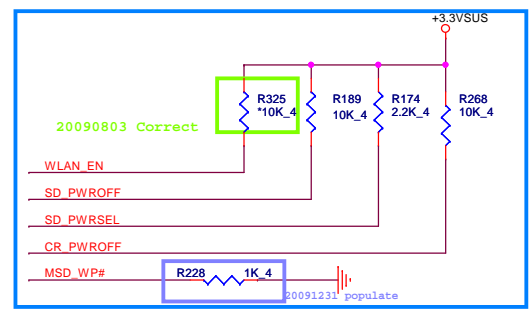 +3.3VSUS
R325 R189 R174 R268
*10K_4 10K_4 2.2K_4 10K_4
20090803 Correct
WLAN_EN
SD_PWROFF
SD_PWRSEL
CR_PWROFF
MSD_WP# R228 1K_4
20091231 populate